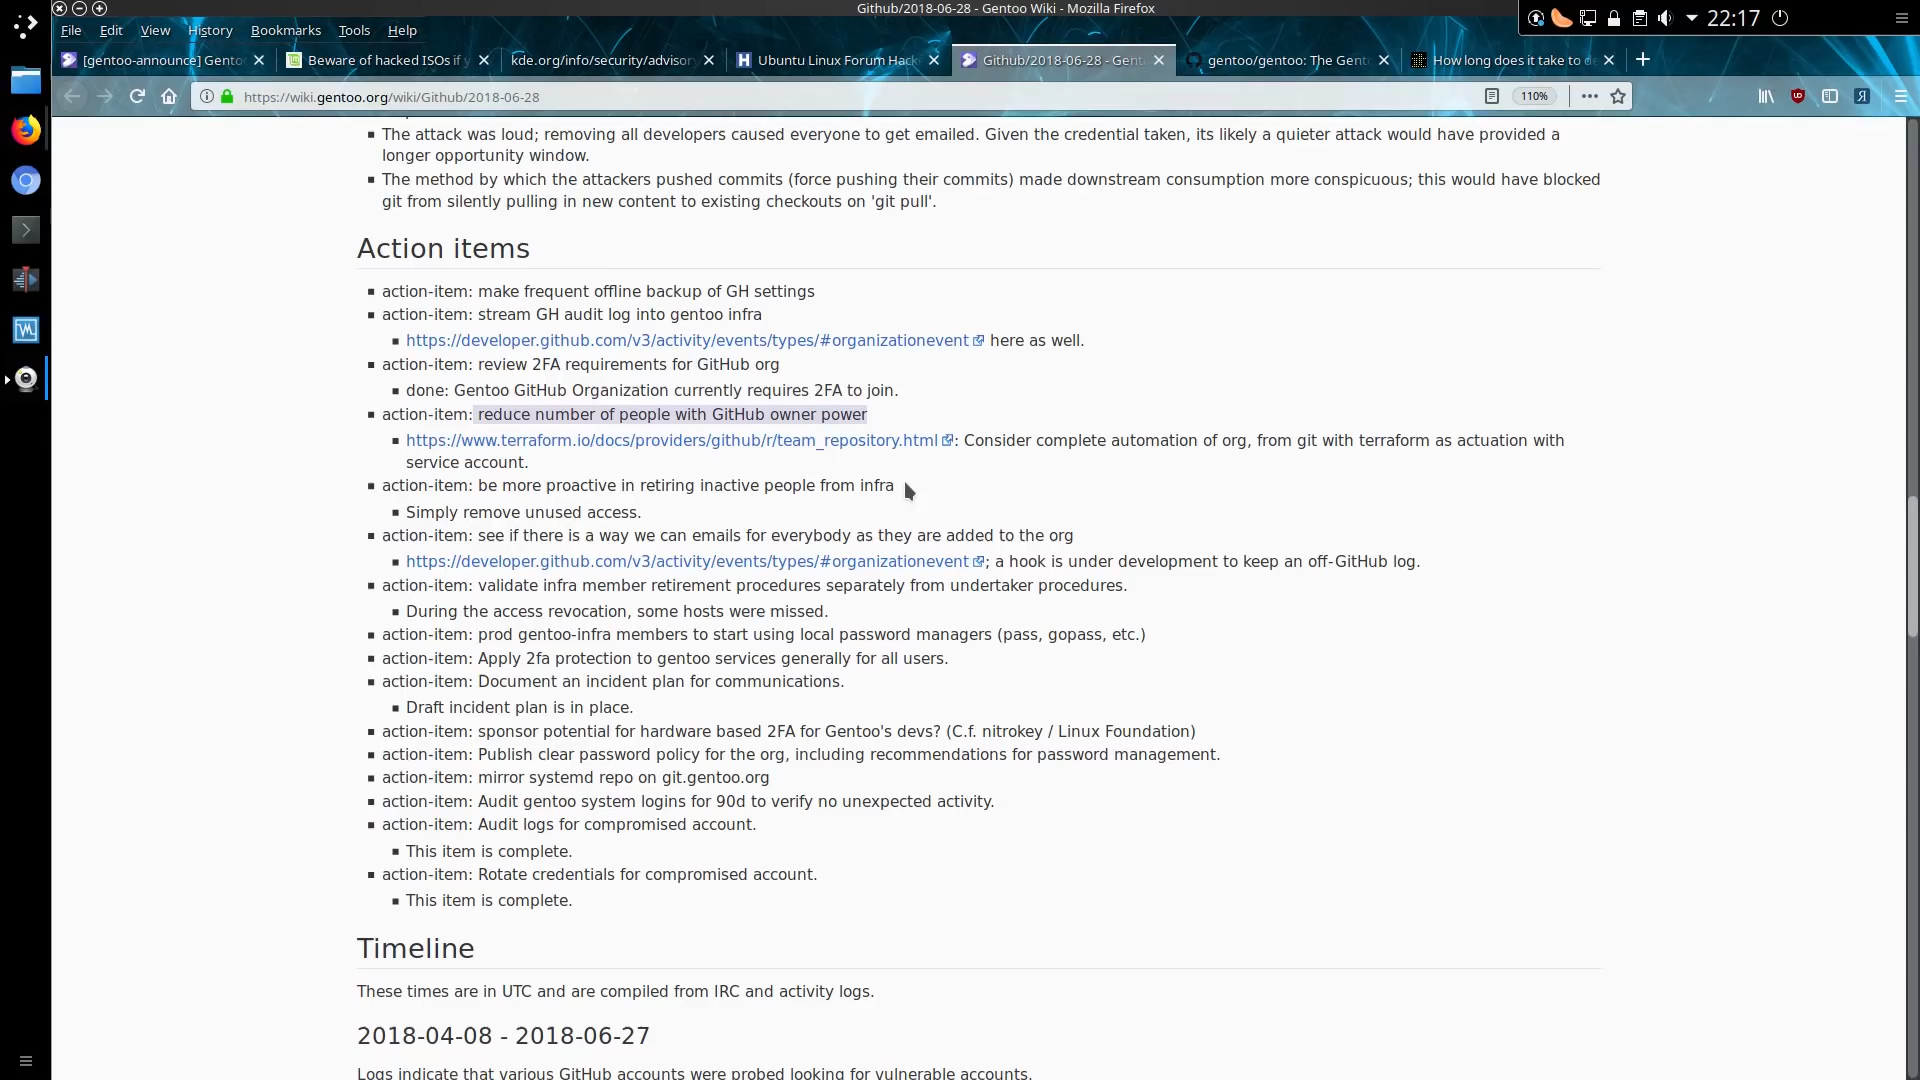 Github/2018-06-28 - Gentoo Wiki - Mozilla Firefox
22:17
File Edit View History Bookmarks Tools Help
[gentoo-announce] Gento
Beware of hacked ISOs if y
kde.org/info/security/advisor
Ubuntu Linux Forum Hack
Github/2018-06-28 - Gent
gentoo/gentoo: The Gent
How long does it take to de
https://wiki.gentoo.org/wiki/Github/2018-06-28
110%
The attack was loud; removing all developers caused everyone to get emailed. Given the credential taken, its likely a quieter attack would have provided a
longer opportunity window.
The method by which the attackers pushed commits (force pushing their commits) made downstream consumption more conspicuous; this would have blocked
git from silently pulling in new content to existing checkouts on 'git pull'.
Action items
action-item: make frequent offline backup of GH settings
action-item: stream GH audit log into gentoo infra
https://developer.github.com/v3/activity/events/types/#organizationevent here as well.
action-item: review 2FA requirements for GitHub org
done: Gentoo GitHub Organization currently requires 2FA to join.
action-item: reduce number of people with GitHub owner power
https://www.terraform.io/docs/providers/github/r/team_repository.html : Consider complete automation of org, from git with terraform as actuation with
service account.
action-item: be more proactive in retiring inactive people from infra
Simply remove unused access.
action-item: see if there is a way we can emails for everybody as they are added to the org
https://developer.github.com/v3/activity/events/types/#organizationevent ; a hook is under development to keep an off-GitHub log.
action-item: validate infra member retirement procedures separately from undertaker procedures.
During the access revocation, some hosts were missed.
action-item: prod gentoo-infra members to start using local password managers (pass, gopass, etc.)
action-item: Apply 2fa protection to gentoo services generally for all users.
action-item: Document an incident plan for communications.
Draft incident plan is in place.
action-item: sponsor potential for hardware based 2FA for Gentoo's devs? (C.f. nitrokey / Linux Foundation)
action-item: Publish clear password policy for the org, including recommendations for password management.
action-item: mirror systemd repo on git.gentoo.org
action-item: Audit gentoo system logins for 90d to verify no unexpected activity.
action-item: Audit logs for compromised account.
This item is complete.
action-item: Rotate credentials for compromised account.
This item is complete.
Timeline
These times are in UTC and are compiled from IRC and activity logs.
2018-04-08 - 2018-06-27
Logs indicate that various GitHub accounts were probed looking for vulnerable accounts.